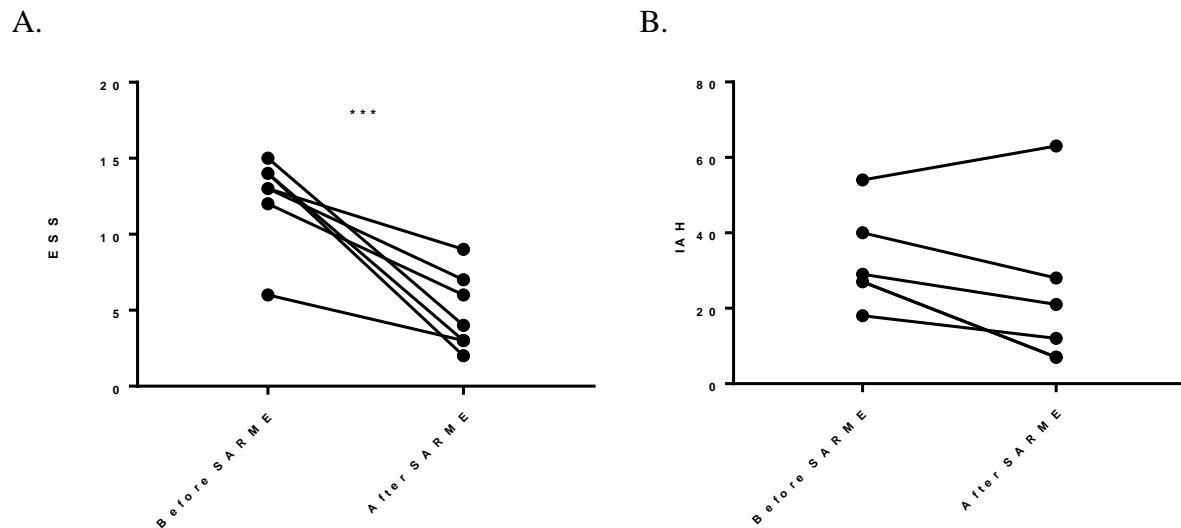 A.
B.
20
15
10
5
0
ESS
***
Before SARME
After SARME
80
60
40
20
0
IAH
Before SARME
After SARME